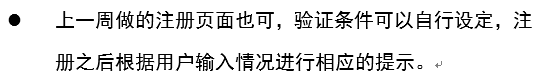 ● 上一周做的注册页面也可，验证条件可以自行设定，注
册之后根据用户输入情况进行相应的提示。↵